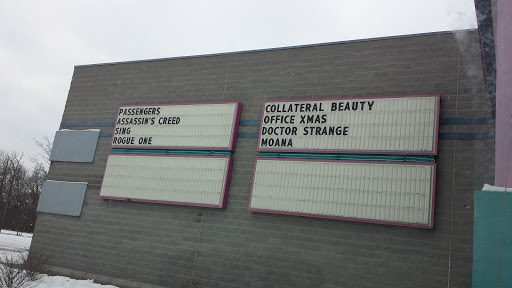 PASSENGERS
ASSASSIN'S CREED
SING
ROGUE ONE
COLLATERAL BEAUTY
OFFICE XMAS
DOCTOR STRANGE
MOANA